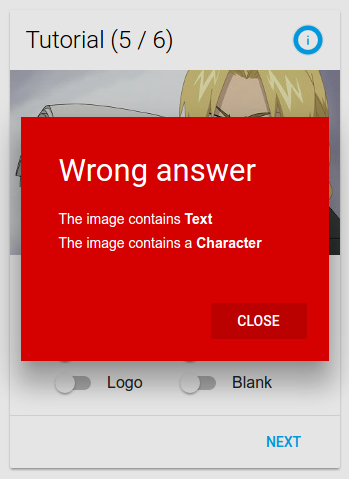 Tutorial (5 / 6)
i
Wrong answer
The image contains Text
The image contains a Character
CLOSE
Logo
Blank
NEXT